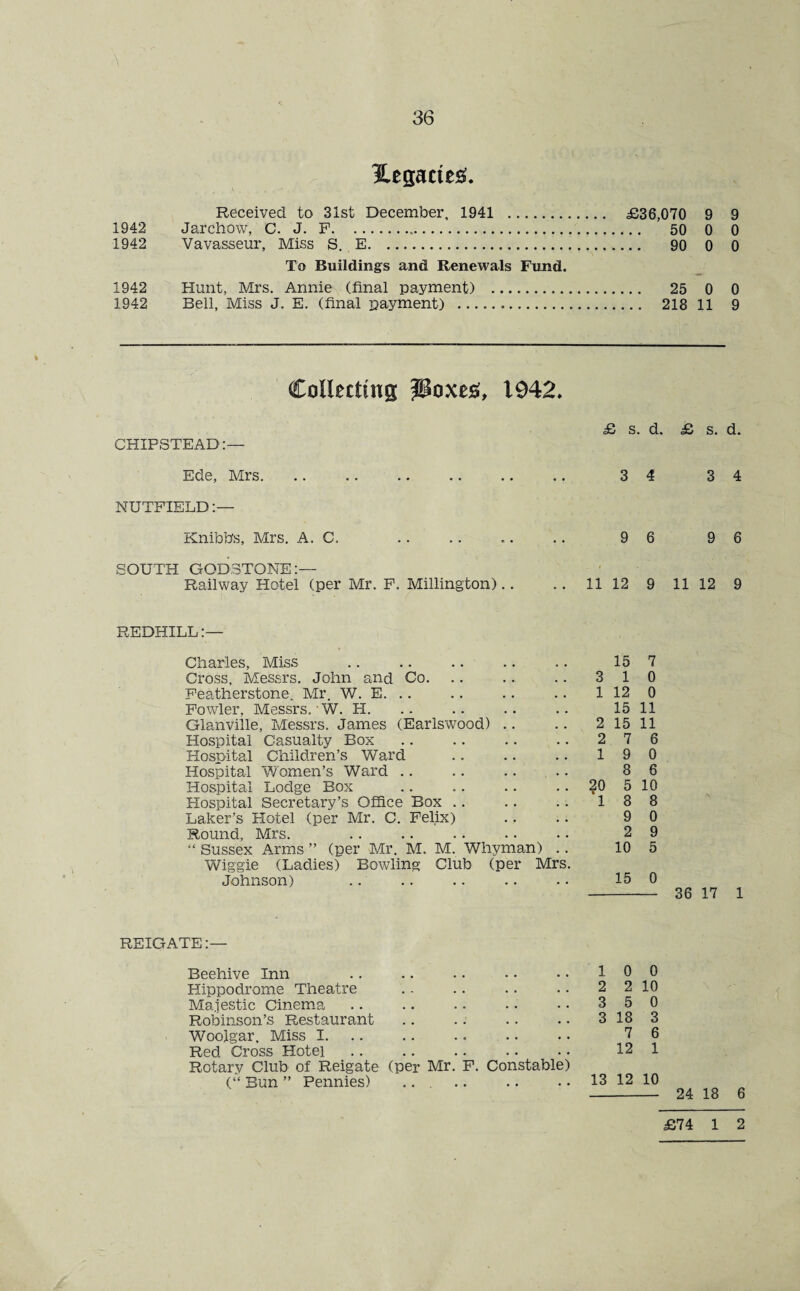 36
Legacies.
Received to 31st December, 1941 .............. £36,070 9 9
1942 Jarchow, C. J. F. .............................. 50 0 0
1942 Vavasseur, Miss S. E. .............................. 90 0 0
To Buildings and Renewals Fund.
1942 Hunt, Mrs. Annie (final payment) .................... 25 0 0
1942 Bell, Miss J. E. (final payment) .................... 218 11 9
Collecting Boxes, 1942.
£ s. d. £ s. d.
CHIPSTEAD:—
Ede, Mrs. .. .. .. .. .. .. 3 4 3 4
NUTFIELD:—
Knibbs, Mrs. A. C. .. .. .. .. 9 6 9 6
SOUTH GODSTONE:—
Railway Hotel (per Mr. F. Millington) .. .. 11 12 9 11 12 9
REDHILL:—
Charles, Miss .. .. .. .. .. 15 7
Cross, Messrs. John and Co. .. .. .. .. 3 1 0
Featherstone, Mr. W. E. .. .. .. .. .. 1 12 0
Fowler, Messrs. W. H. .. .. .. .. .. 15 11
Glanville, Messrs. James (Earlswood) .. .. 2 15 11
Hospital Casualty Box .. .. .. .. 2 7 6
Hospital Children's Ward .. .. .. 1 9 0
Hospital Women's Ward .. .. .. .. 8 6
Hospital Lodge Box .. .. .. .. 20 5 10
Hospital Secretary's Office Box .. .. .. 1 8 8
Laker's Hotel (per Mr. C. Felix) .. .. 9 0
Round, Mrs. .. .. .. .. .. 2 9
"Sussex Arms" (per Mr. M. M. Whyman) .. 10 5
Wiggie (Ladies) Bowling Club (per Mrs.
Johnson) .. .. .. .. .. 15 0
36 17 1
REIGATE:—
Beehive Inn .. .. .. .. .. 1 0 0
Hippodrome Theatre .. .. .. .. 2 2 10
Majestic Cinema .. .. .. .. .. 3 5 0
Robinson's Restaurant .. .. .. .. 3 18 3
Woolgar, Miss I. .. .. .. .. .. 7 6
Red Cross Hotel .. .. .. .. .. 12 1
Rotary Club of Reigate (per Mr. F. Constable)
("Bun" Pennies) .. .. .. .. 13 12 10
24 18 6
£74 1 2